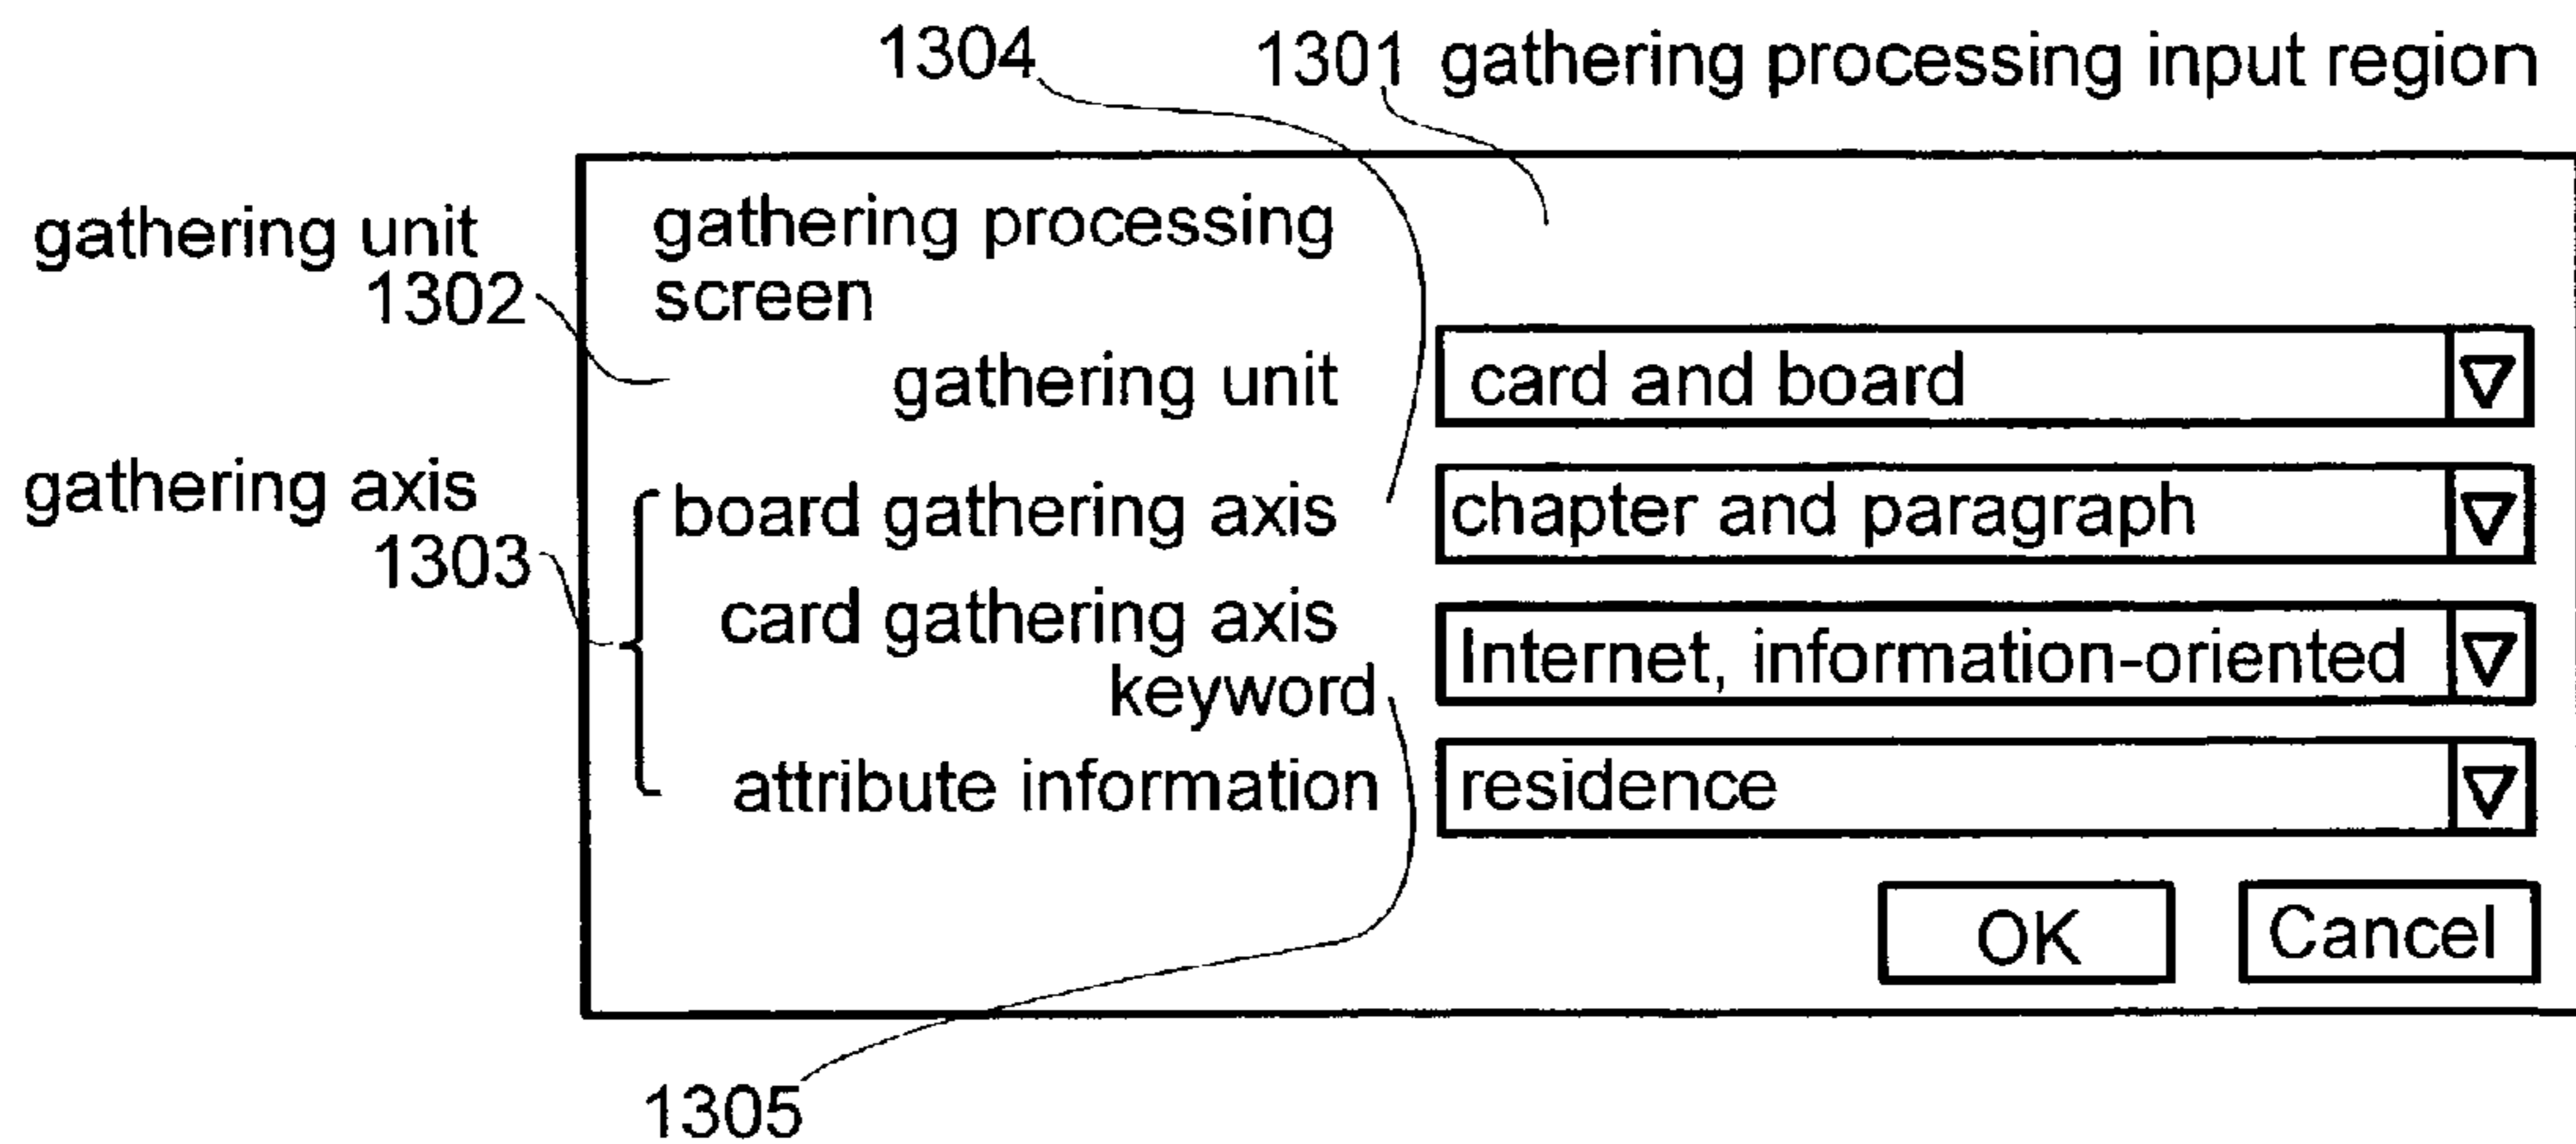 1304
1301 gathering processing input region
gathering unit
1302
gathering processing
screen
gathering unit
card and board
gathering axis
1303
board gathering axis
chapter and paragraph
card gathering axis
keyword
Internet, information-oriented
attribute information
residence
OK
Cancel
1305